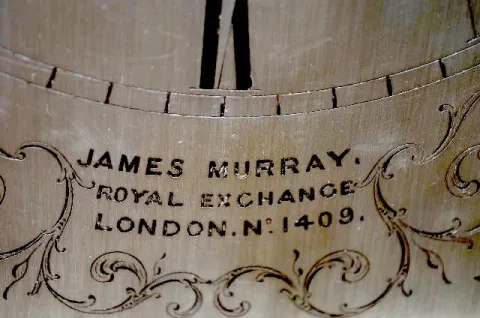 JAMES MURRAY.
ROYAL EXCHANGE
LONDON. No. 1409.